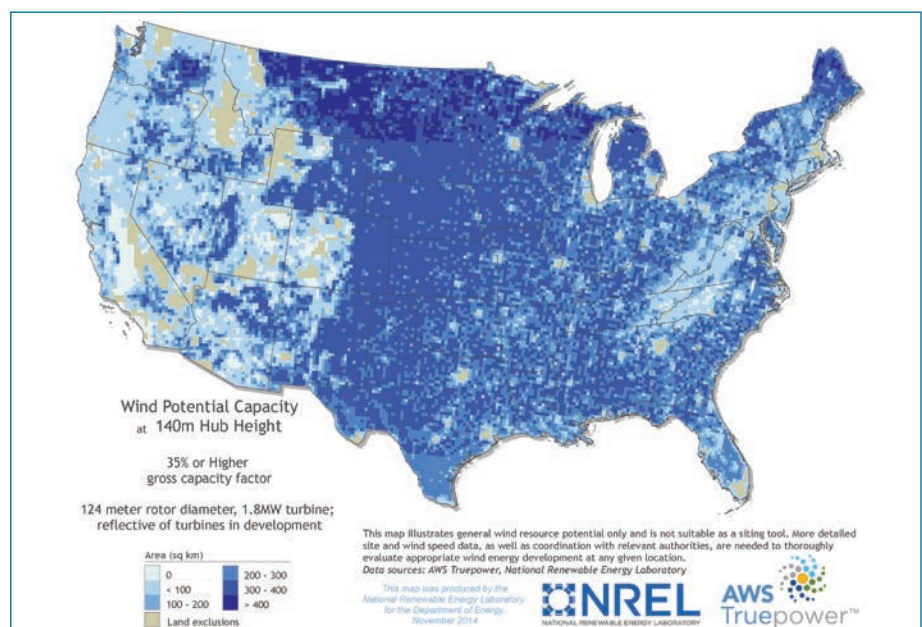 Wind Potential Capacity
at 140m Hub Height
35% or Higher
gross capacity factor
124 meter rotor diameter, 1.8MW turbine;
reflective of turbines in development
Area (sq km)
0
< 100
100 - 200
200 - 300
300 - 400
> 400
Land exclusions
This map illustrates general wind resource potential only and is not suitable as a siting tool. More detailed
site and wind speed data, as well as coordination with relevant authorities, are needed to thoroughly
evaluate appropriate wind energy development at any given location.
Data sources: AWS Truepower, National Renewable Energy Laboratory
This map was produced by the
National Renewable Energy Laboratory
for the Department of Energy.
November 2014
NREL
NATIONAL RENEWABLE ENERGY LABORATORY
AWS
Truepower™